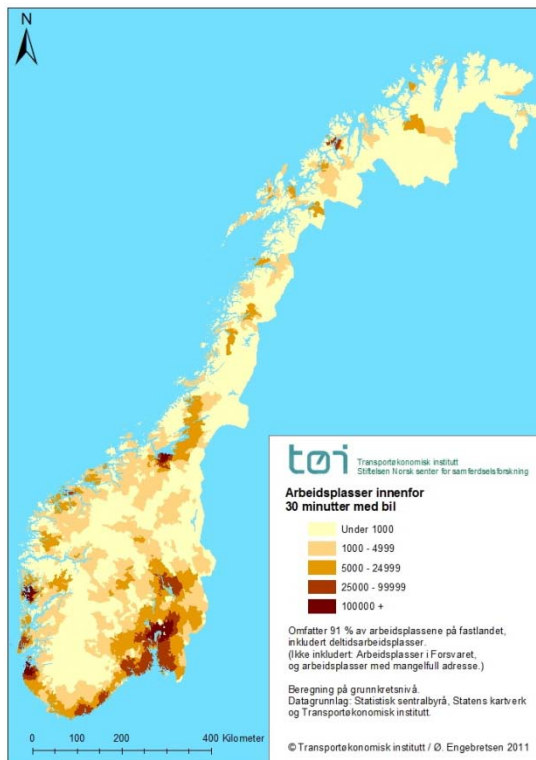 N
tøi Transportøkonomisk institutt
Stiftelsen Norsk senter for samferdselsforskning
Arbeidsplasser innenfor
30 minutter med bil
Under 1000
1000 - 4999
5000 - 24999
25000 - 99999
100000 +
Omfatter 91 % av arbeidsplassene på fastlandet,
inkludert deltidsarbeidsplasser.
(Ikke inkludert: Arbeidsplasser i Forsvaret,
og arbeidsplasser med mangelfull adresse.)
Beregning på grunnkretsnivå.
Datagrunnlag: Statistisk sentralbyrå, Statens kartverk
og Transportøkonomisk institutt.
© Transportøkonomisk institutt / Ø. Engebretsen 2011
0 100 200 400 Kilometer